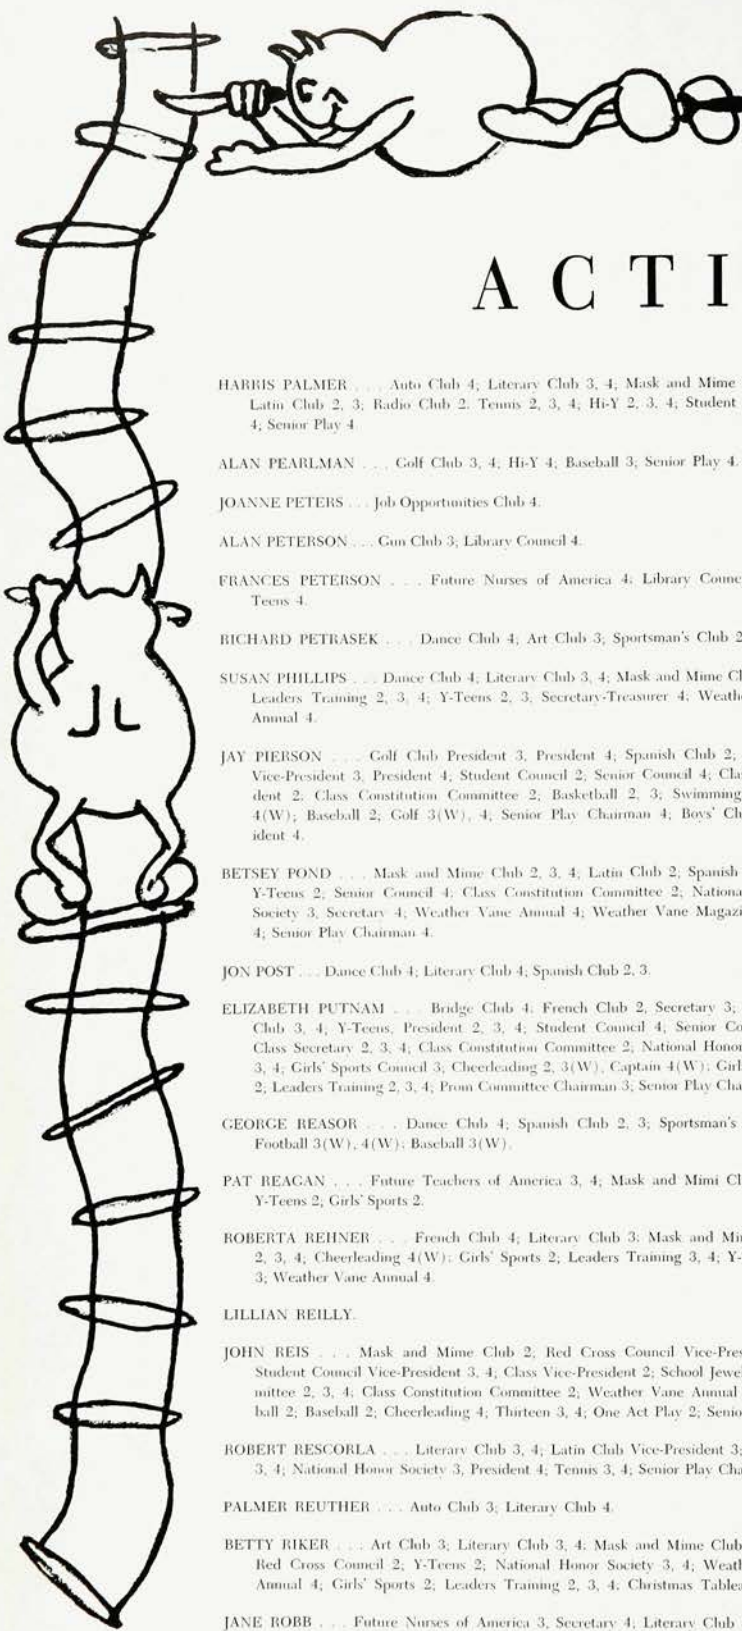 ACTI
HARRIS PALMER . . . Auto Club 4; Literary Club 3, 4; Mask and Mime
Latin Club 2, 3; Radio Club 2. Tennis 2, 3, 4; Hi-Y 2, 3, 4; Student
4; Senior Play 4.
ALAN PEARLMAN . . . Golf Club 3, 4; Hi-Y 4; Baseball 3; Senior Play 4.
JOANNE PETERS . . . Job Opportunities Club 4.
ALAN PETERSON . . . Gun Club 3; Library Council 4.
FRANCES PETERSON . . . Future Nurses of America 4; Library Counc
Teens 4.
RICHARD PETRASEK . . . Dance Club 4; Art Club 3; Sportsman's Club 2
SUSAN PHILLIPS . . . Dance Club 4; Literary Club 3, 4; Mask and Mime Cl
Leaders Training 2, 3, 4; Y-Teens 2, 3, Secretary-Treasurer 4; Weath
Annual 4.
JAY PIERSON . . . Golf Club President 3, President 4; Spanish Club 2,
Vice-President 3, President 4; Student Council 2; Senior Council 4; Cla
dent 2; Class Constitution Committee 2; Basketball 2, 3; Swimming
4(W); Baseball 2; Golf 3(W), 4; Senior Play Chairman 4; Boys' Ch
ident 4.
BETSEY POND . . . Mask and Mime Club 2, 3, 4; Latin Club 2; Spanish
Y-Teens 2; Senior Council 4; Class Constitution Committee 2; Nationa
Society 3, Secretary 4; Weather Vane Annual 4; Weather Vane Magazi
4; Senior Play Chairman 4.
JON POST . . . Dance Club 4; Literary Club 4; Spanish Club 2, 3.
ELIZABETH PUTNAM . . . Bridge Club 4; French Club 2, Secretary 3;
Club 3, 4; Y-Teens, President 2, 3, 4; Student Council 4; Senior Co
Class Secretary 2, 3, 4; Class Constitution Committee 2; National Honor
3, 4; Girls' Sports Council 3; Cheerleading 2, 3(W), Captain 4(W); Girl
2, Leaders Training 2, 3, 4; Prom Committee Chairman 3; Senior Play Cha
GEORGE REASOR . . . Dance Club 4; Spanish Club 2, 3; Sportsman's
Football 3(W), 4(W); Baseball 3(W).
PAT REAGAN . . . Future Teachers of America 3, 4; Mask and Mimi Cl
Y-Teens 2; Girls' Sports 2.
ROBERTA REHNER . . . French Club 4; Literary Club 3; Mask and Mi
2, 3, 4; Cheerleading 4(W); Girls' Sports 2; Leaders Training 3, 4; Y-
3; Weather Vane Annual 4.
LILLIAN REILLY.
JOHN REIS . . . Mask and Mime Club 2; Red Cross Council Vice-Pres
Student Council Vice-President 3, 4; Class Vice-President 2; School Jewe
mittee 2, 3, 4; Class Constitution Committee 2; Weather Vane Annual
ball 2; Baseball 2; Cheerleading 4; Thirteen 3, 4; One Act Play 2; Senio
ROBERT RESCORLA . . . Literary Club 3, 4; Latin Club Vice-President 3;
3, 4; National Honor Society 3, President 4; Tennis 3, 4; Senior Play Cha
PALMER REUTHER . . . Auto Club 3; Literary Club 4.
BETTY RIKER . . . Art Club 3; Literary Club 3, 4; Mask and Mime Club
Red Cross Council 2; Y-Teens 2; National Honor Society 3, 4; Weath
Annual 4; Girls' Sports 2; Leaders Training 2, 3, 4; Christmas Tablea
JANE ROBB . . . Future Nurses of America 3, Secretary 4; Literary Club